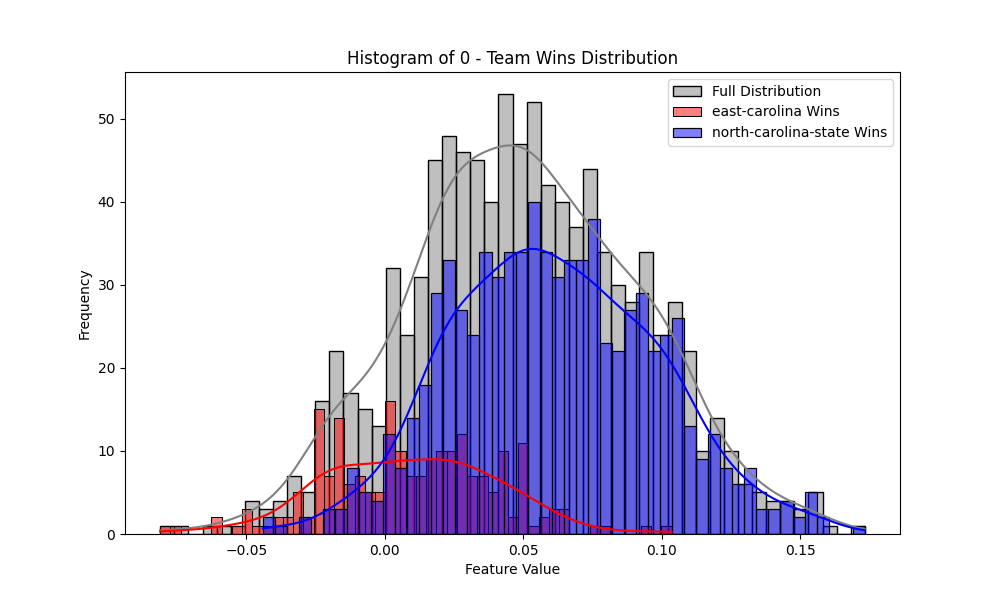 Histogram of 0 - Team Wins Distribution
Full Distribution
east-carolina Wins
north-carolina-state Wins
50
40
30
20
10
0
Frequency
−0.05 0.00 0.05 0.10 0.15
Feature Value